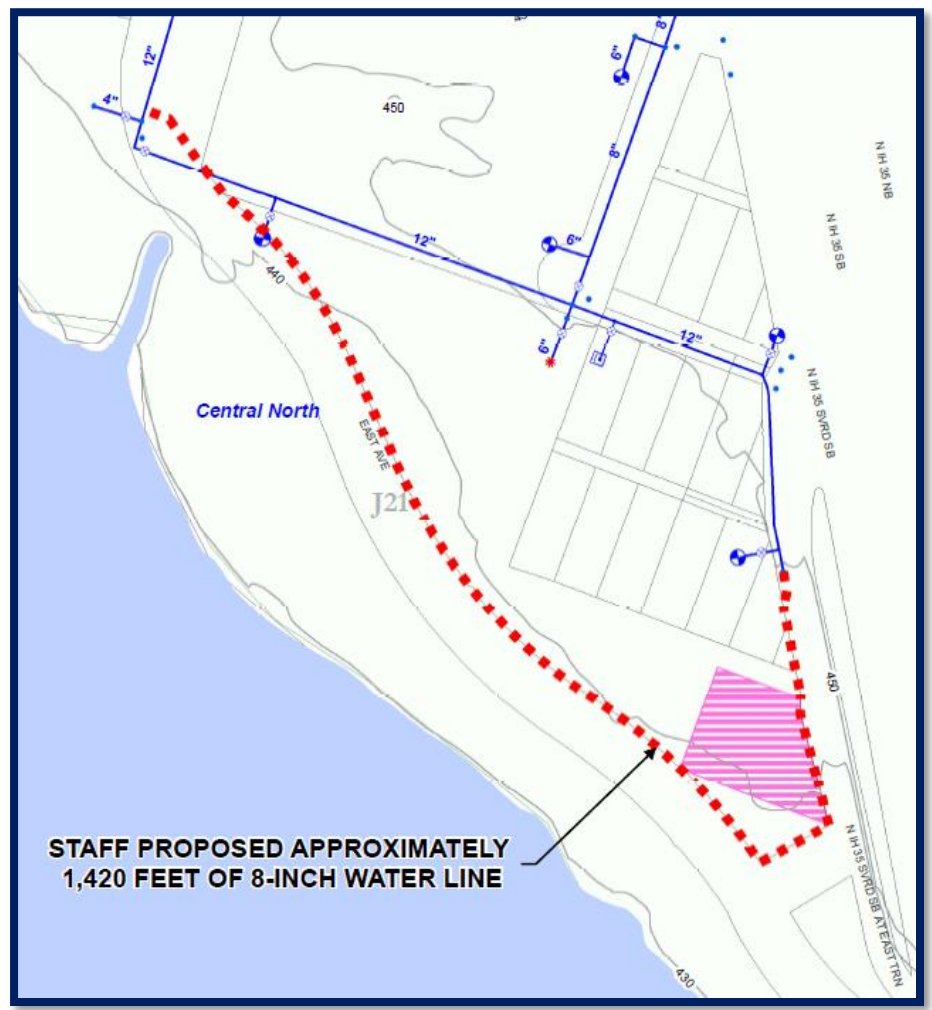 8"
6"
12"
4"
450
N IH 35 NB
8"
N IH 35 SB
6"
12"
440
12"
6"
N IH 35 SVRD SB
Central North
EAST AVE
J21
450
STAFF PROPOSED APPROXIMATELY
1,420 FEET OF 8-INCH WATER LINE
N IH 35 SVRD SB AT EAST TRN
430